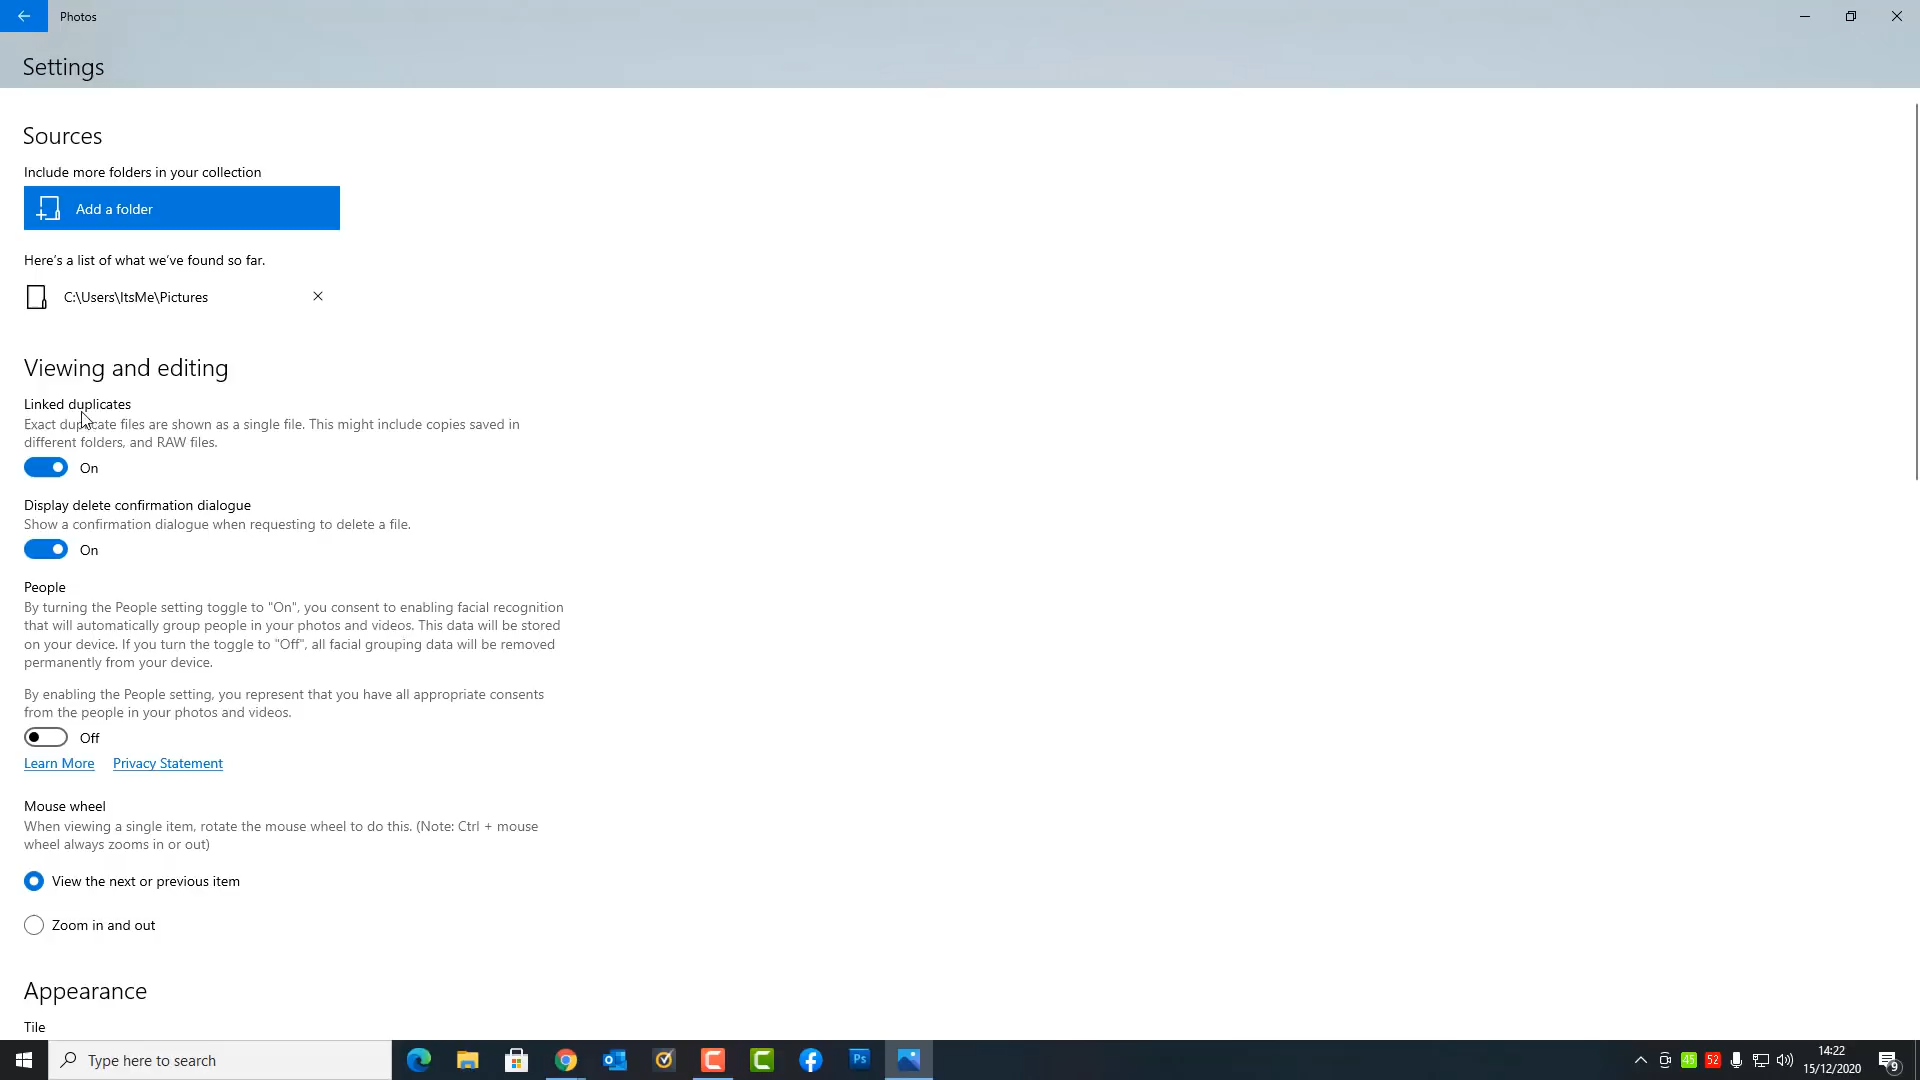 Photos
Settings
Sources
Include more folders in your collection
Add a folder
Here's a list of what we've found so far.
C:\Users\ItsMe\Pictures
Viewing and editing
Linked duplicates
Exact duplicate files are shown as a single file. This might include copies saved in
different folders, and RAW files.
On
Display delete confirmation dialogue
Show a confirmation dialogue when requesting to delete a file.
On
People
By turning the People setting toggle to "On", you consent to enabling facial recognition
that will automatically group people in your photos and videos. This data will be stored
on your device. If you turn the toggle to "Off", all facial grouping data will be removed
permanently from your device.
By enabling the People setting, you represent that you have all appropriate consents
from the people in your photos and videos.
Off
Learn More Privacy Statement
Mouse wheel
When viewing a single item, rotate the mouse wheel to do this. (Note: Ctrl + mouse
wheel always zooms in or out)
View the next or previous item
Zoom in and out
Appearance
Tile
Type here to search
Ps
45 52
14:22
15/12/2020
9